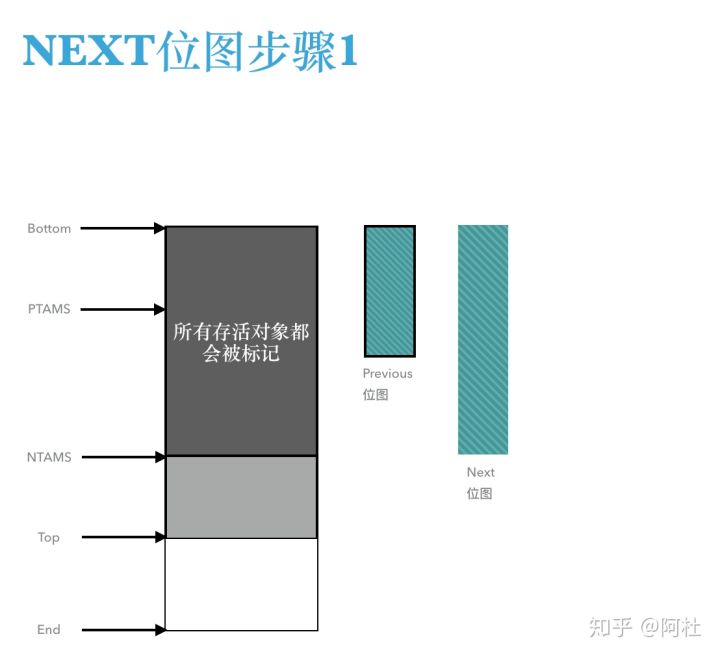 NEXT位图步骤1
Bottom
PTAMS
所有存活对象都
会被标记
Previous
位图
NTAMS
Next
位图
Top
End
知乎 @阿杜